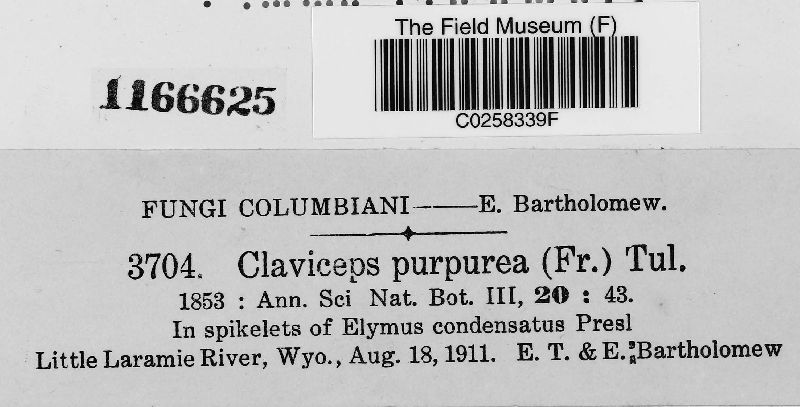 The Field Museum (F)
1166625
C0258339F
FUNGI COLUMBIANI——E. Bartholomew.
3704. Claviceps purpurea (Fr.) Tul.
1853 : Ann. Sci Nat. Bot. III, 20 : 43.
In spikelets of Elymus condensatus Presl
Little Laramie River, Wyo., Aug. 18, 1911. E. T. & E. Bartholomew